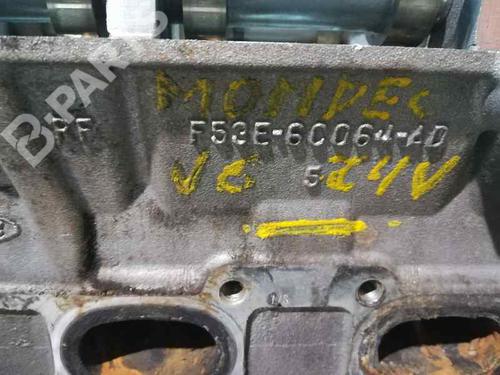 B-PARTS
MONDEO
RF F53E-6C064-AD
V6 5 24V